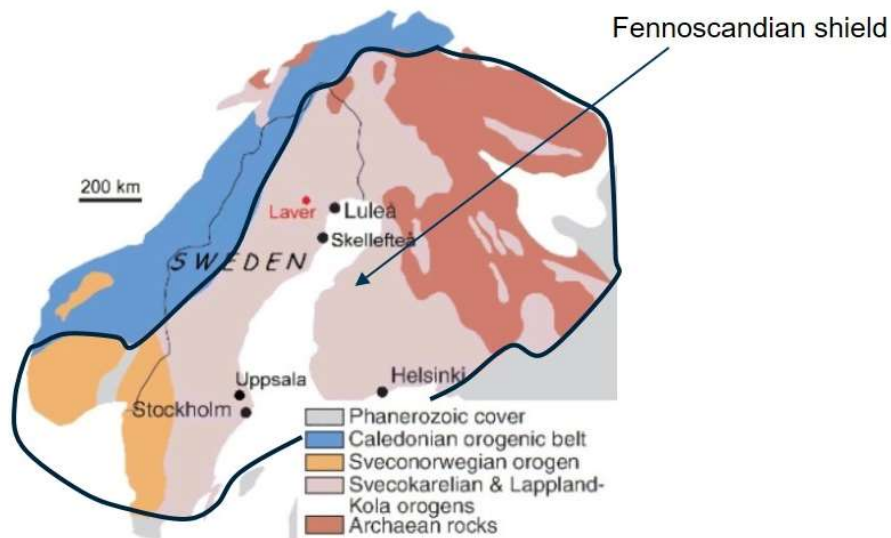 Fennoscandian shield
200 km
Laver
Luleå
Skellefteå
SWEDEN
Uppsala
Helsinki
Stockholm
Phanerozoic cover
Caledonian orogenic belt
Sveconorwegian orogen
Svecokarelian & Lappland-
Kola orogens
Archaean rocks